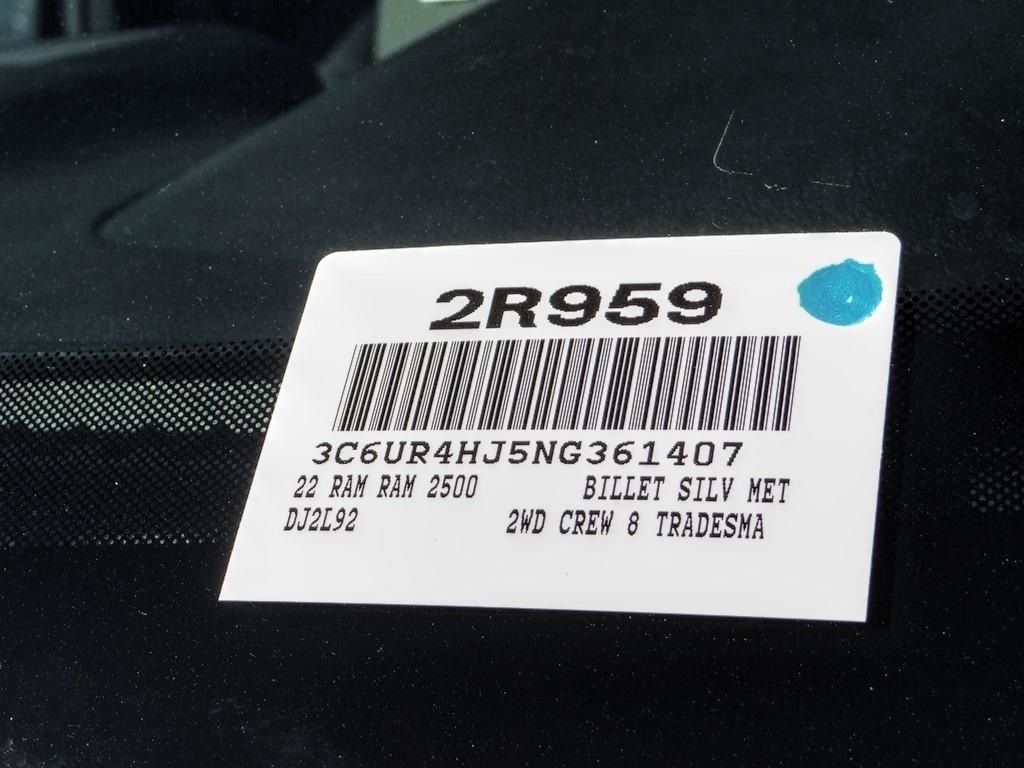 2R959
3C6UR4HJ5NG361407
22 RAM RAM 2500 BILLET SILV MET
DJ2L92 2WD CREW 8 TRADESMA